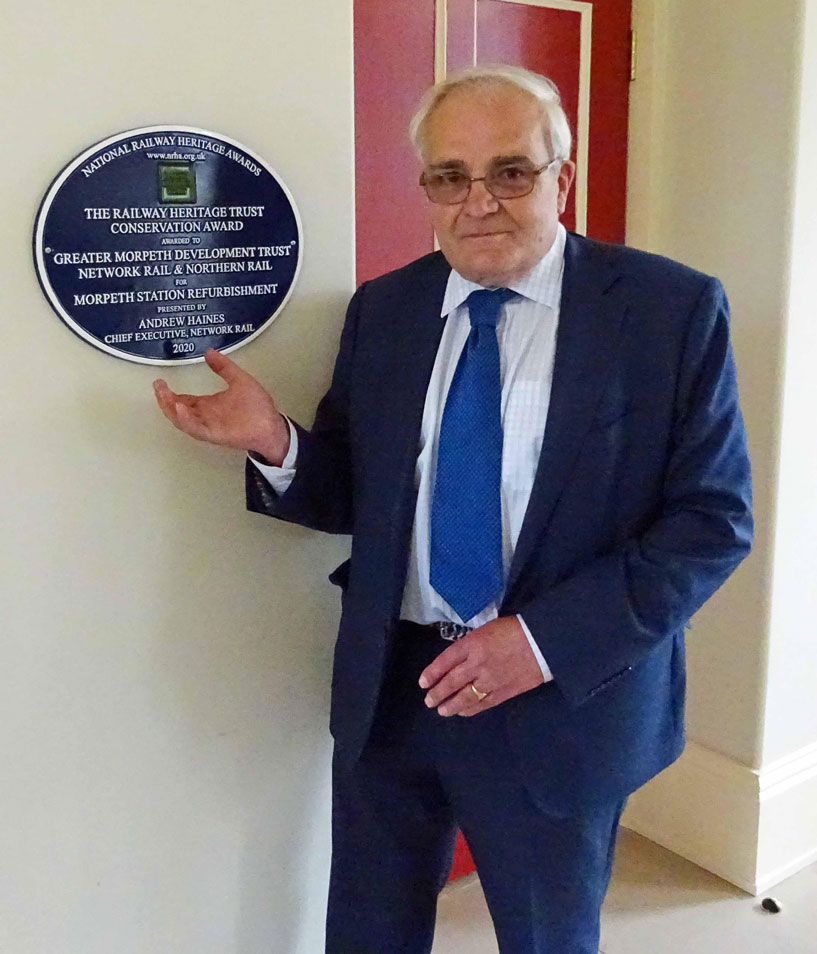 NATIONAL RAILWAY HERITAGE AWARDS
www.nrha.org.uk
THE RAILWAY HERITAGE TRUST
CONSERVATION AWARD
AWARDED TO
GREATER MORPETH DEVELOPMENT TRUST
NETWORK RAIL & NORTHERN RAIL
FOR
MORPETH STATION REFURBISHMENT
PRESENTED BY
ANDREW HAINES
CHIEF EXECUTIVE, NETWORK RAIL
2020